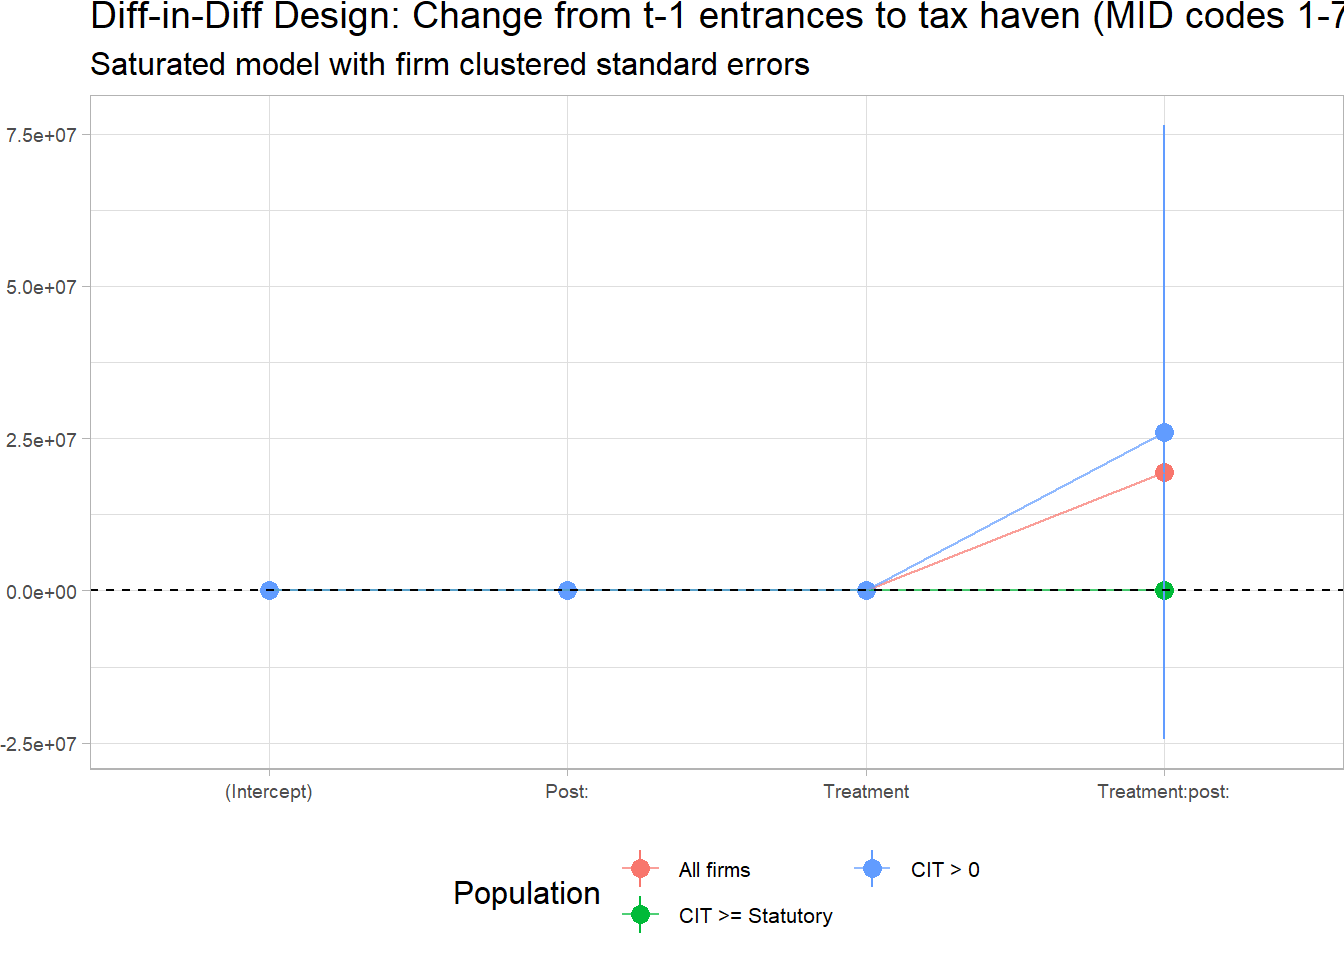 Diff-in-Diff Design: Change from t-1 entrances to tax haven (MID codes 1-7
Saturated model with firm clustered standard errors
7.5e+07
5.0e+07
2.5e+07
0.0e+00
-2.5e+07
(Intercept)
Post:
Treatment
Treatment:post:
Population
All firms
CIT >= Statutory
CIT > 0